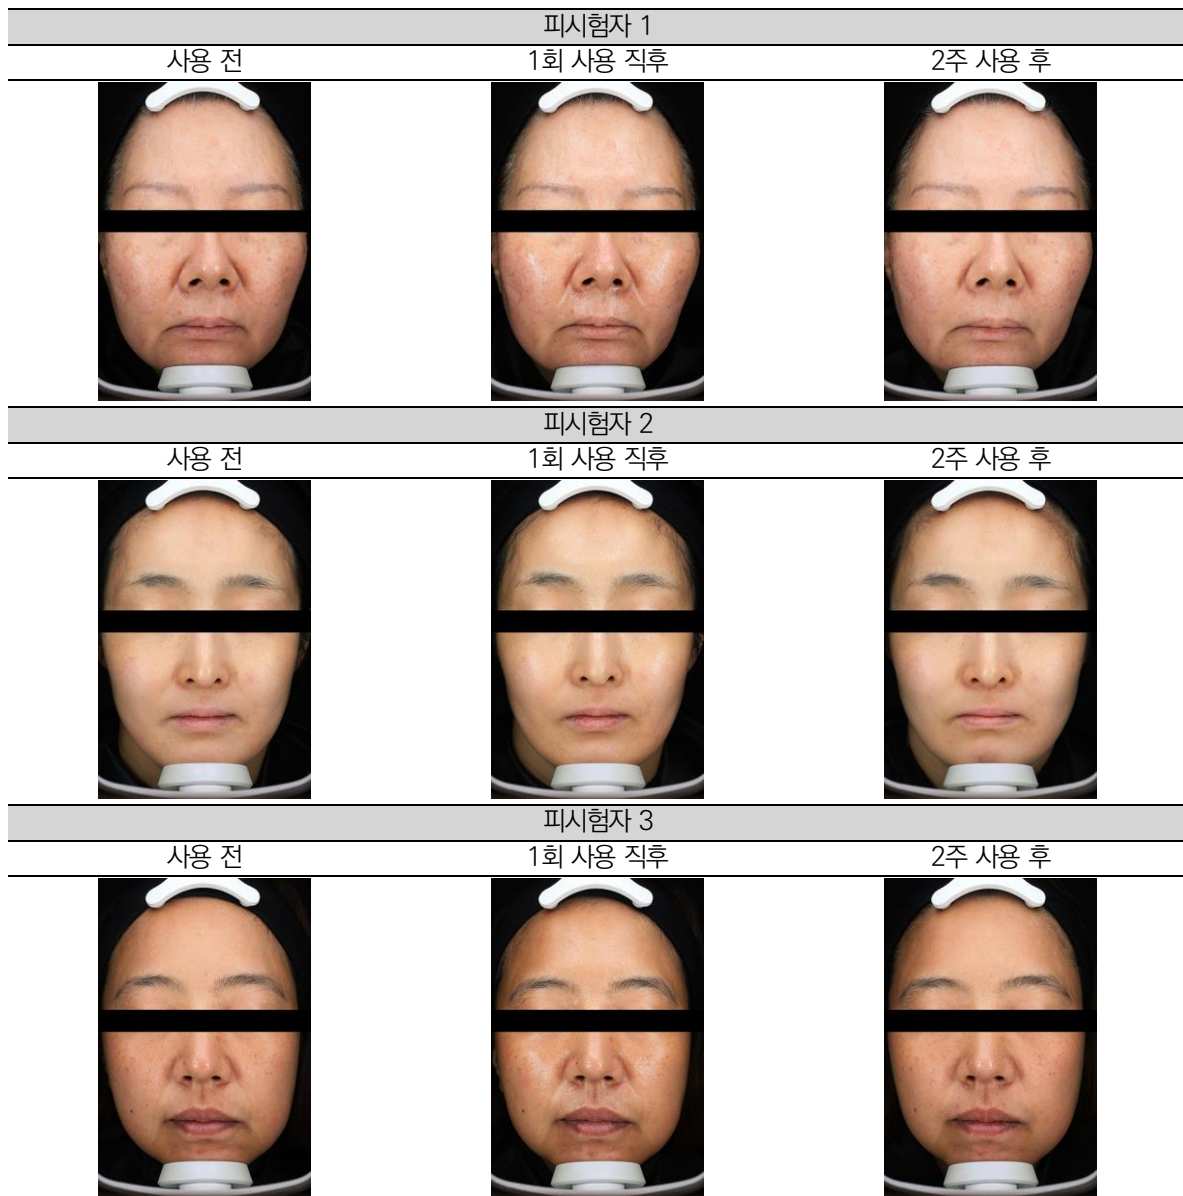 피시험자 1
사용 전 1회 사용 직후 2주 사용 후
피시험자 2
사용 전 1회 사용 직후 2주 사용 후
피시험자 3
사용 전 1회 사용 직후 2주 사용 후